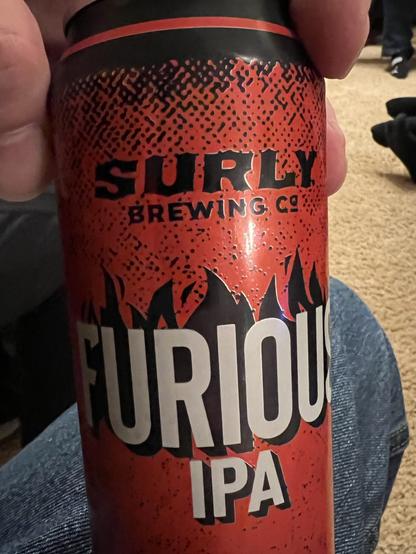 SURLY
BREWING CO
FURIOUS
IPA